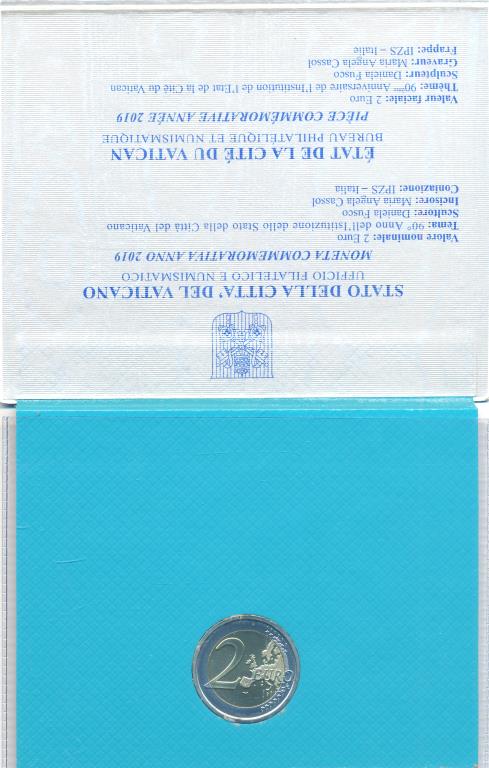 STATO DELLA CITTA' DEL VATICANO
UFFICIO FILATELICO E NUMISMATICO
MONETA COMMEMORATIVA ANNO 2019
Valore nominale: 2 Euro
Tema: 90° Anno dell'Istituzione dello Stato della Città del Vaticano
Scultore: Daniela Fusco
Incisore: Maria Angela Cassol
Coniazione: IPZS - Italia
ÉTAT DE LA CITÉ DU VATICAN
BUREAU PHILATÉLIQUE ET NUMISMATIQUE
PIÈCE COMMÉMORATIVE ANNÉE 2019
Valeur faciale: 2 Euro
Thème: 90ème Anniversaire de l'Institution de l'Etat de la Cité du Vatican
Sculpteur: Daniela Fusco
Graveur: Maria Angela Cassol
Frappe: IPZS - Italie
2 EURO